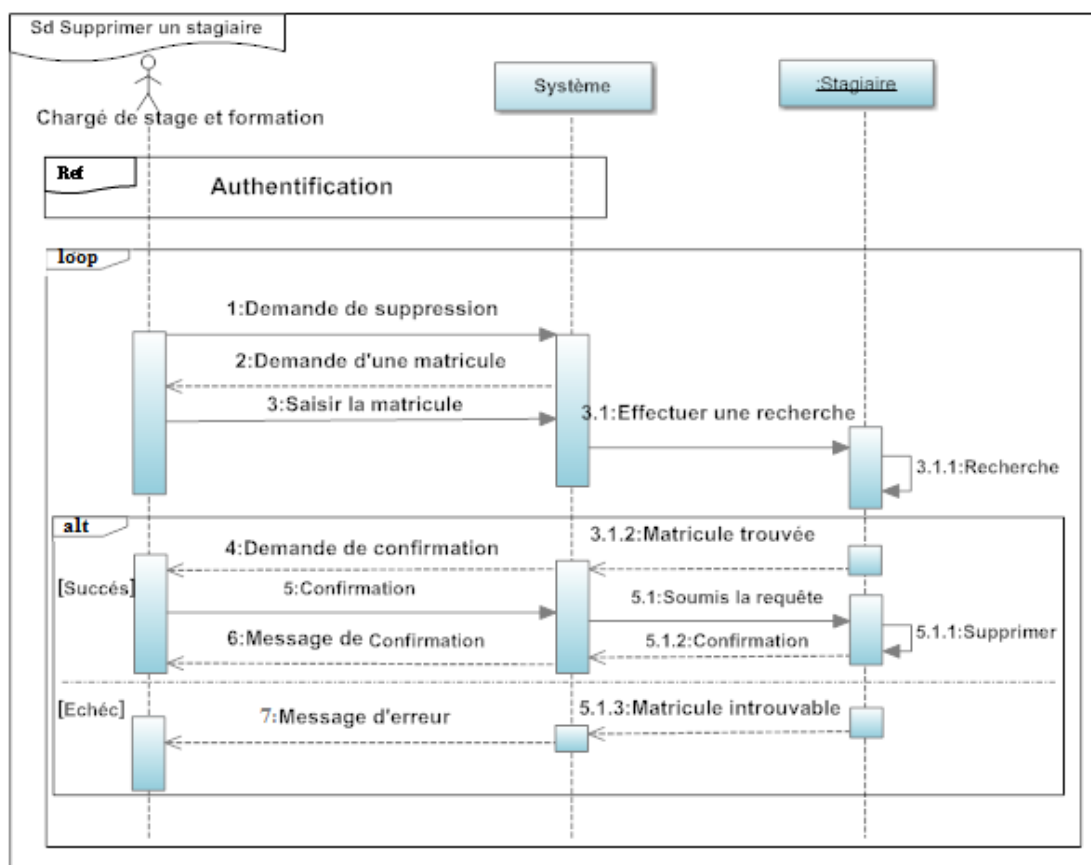 Sd Supprimer un stagiaire
Chargé de stage et formation
Système
:Stagiaire
Ref
Authentification
loop
1:Demande de suppression
2:Demande d'une matricule
3:Saisir la matricule
3.1:Effectuer une recherche
3.1.1:Recherche
alt
3.1.2:Matricule trouvée
4:Demande de confirmation
[Succés]
5:Confirmation
5.1:Soumis la requête
5.1.1:Supprimer
5.1.2:Confirmation
6:Message de Confirmation
[Echéc]
5.1.3:Matricule introuvable
7:Message d'erreur